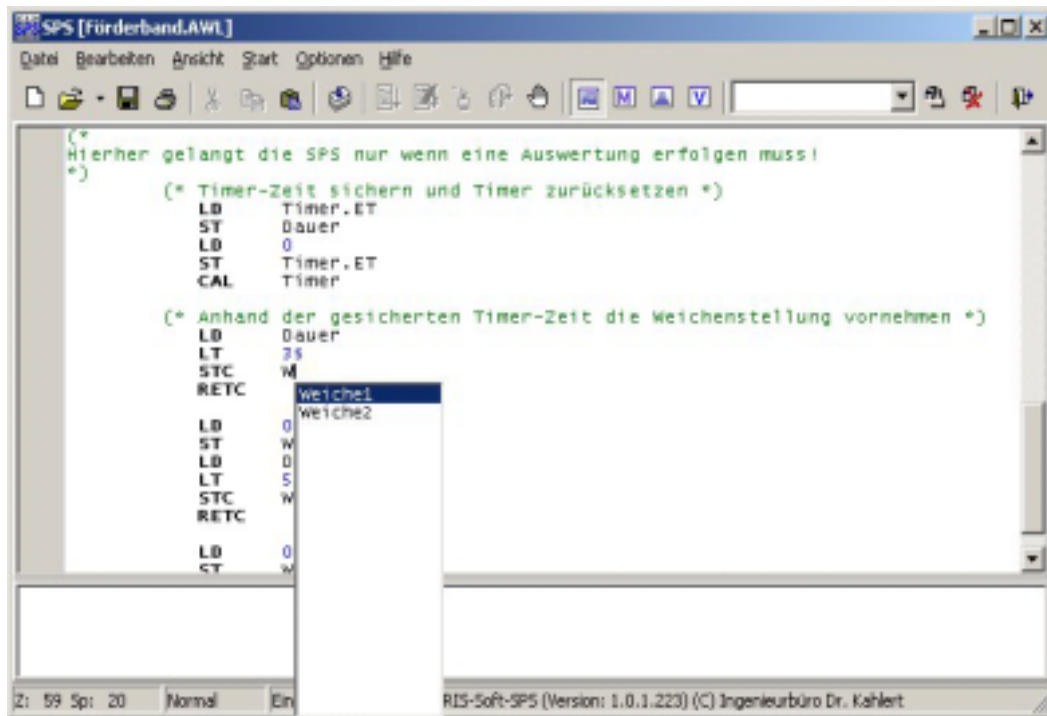 SPS [Förderband.AWL]
Datei Bearbeiten Ansicht Start Optionen Hilfe
M V
(*
Hierher gelangt die SPS nur wenn eine Auswertung erfolgen muss!
*)
(* Timer-Zeit sichern und Timer zurücksetzen *)
LD Timer.ET
ST Dauer
LD 0
ST Timer.ET
CAL Timer
(* Anhand der gesicherten Timer-Zeit die Weichenstellung vornehmen *)
LD Dauer
LT 3s
STC W
RETC
Weiche1
Weiche2
LD 0
ST W
LD D
LT 5
STC W
RETC
LD 0
ST W
Z: 59 Sp: 20 Normal Ein RIS-Soft-SPS (Version: 1.0.1.223) (C) Ingenieurbüro Dr. Kahlert